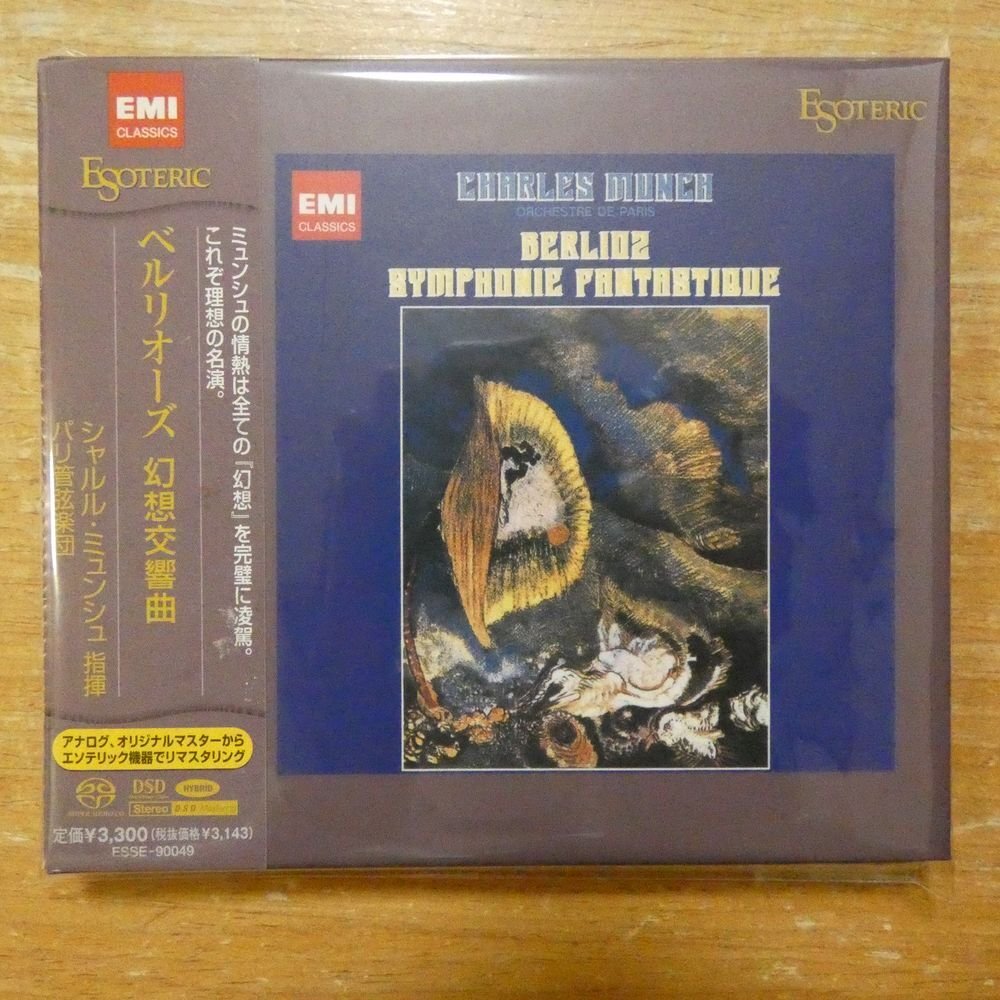 EMI
CLASSICS
ESOTERIC
ミュンシュの情熱は全ての『幻想』を完璧に凌駕。
これぞ理想の名演。
ベルリオーズ 幻想交響曲
シャルル・ミュンシュ 指揮
パリ管弦楽団
アナログ、オリジナルマスターから
エソテリック機器でリマスタリング
SUPER AUDIO CD
DSD
HYBRID
Stereo
DSD Mastering
定価¥3,300(税抜価格¥3,143)
ESSE-90049
ESOTERIC
EMI
CLASSICS
CHARLES MUNCH
ORCHESTRE DE PARIS
BERLIOZ
SYMPHONIE FANTASTIQUE